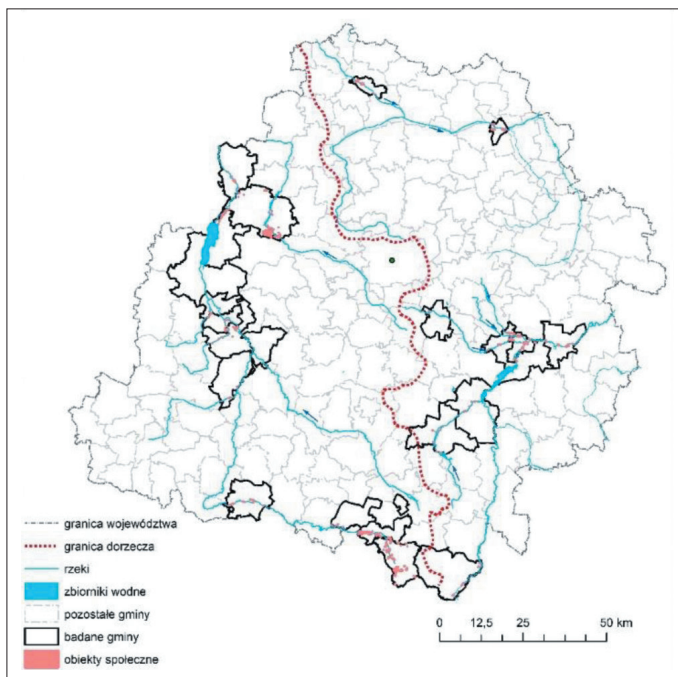 granica województwa
granica dorzecza
rzeki
zbiorniki wodne
pozostałe gminy
badane gminy
obiekty społeczne
0 12,5 25 50 km